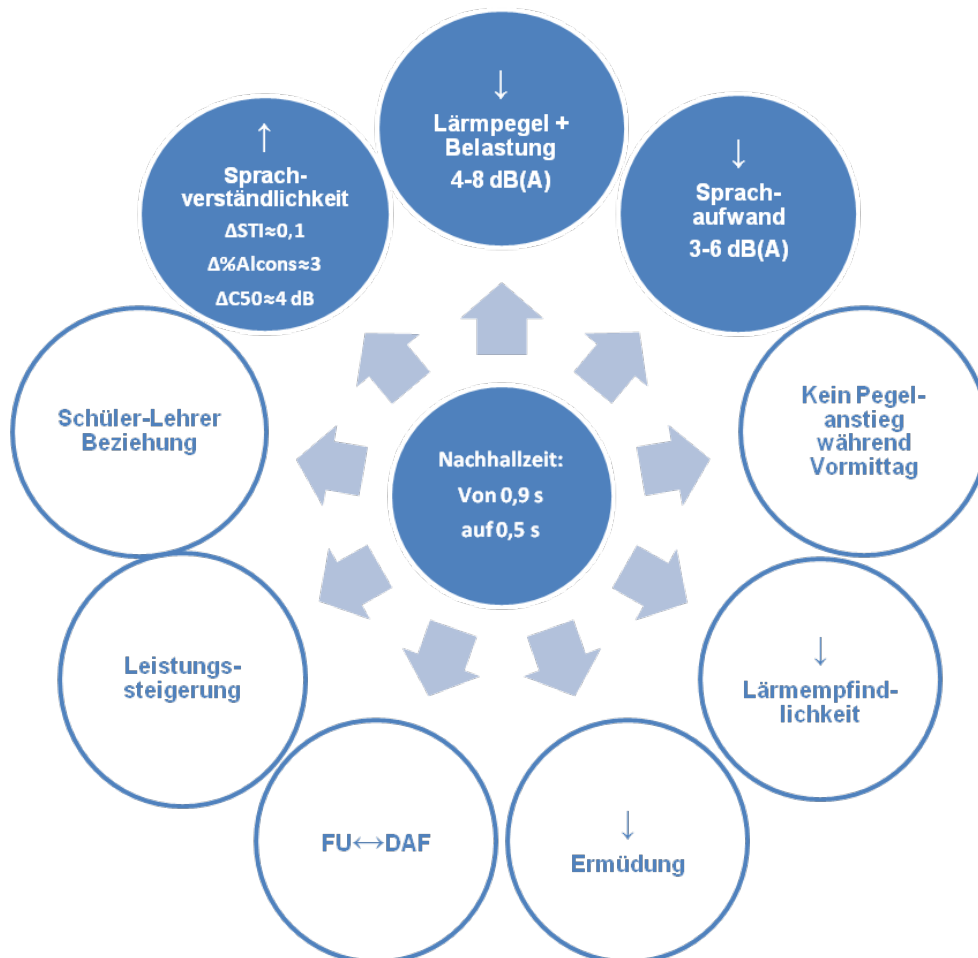 ↓
Lärmpegel +
Belastung
4-8 dB(A)
↑
Sprach-
verständlichkeit
ΔSTI≈0,1
Δ%Alcons≈3
ΔC50≈4 dB
↓
Sprach-
aufwand
3-6 dB(A)
Schüler-Lehrer
Beziehung
Nachhallzeit:
Von 0,9 s
auf 0,5 s
Kein Pegel-
anstieg
während
Vormittag
Leistungs-
steigerung
↓
Lärmempfind-
lichkeit
FU↔DAF
↓
Ermüdung